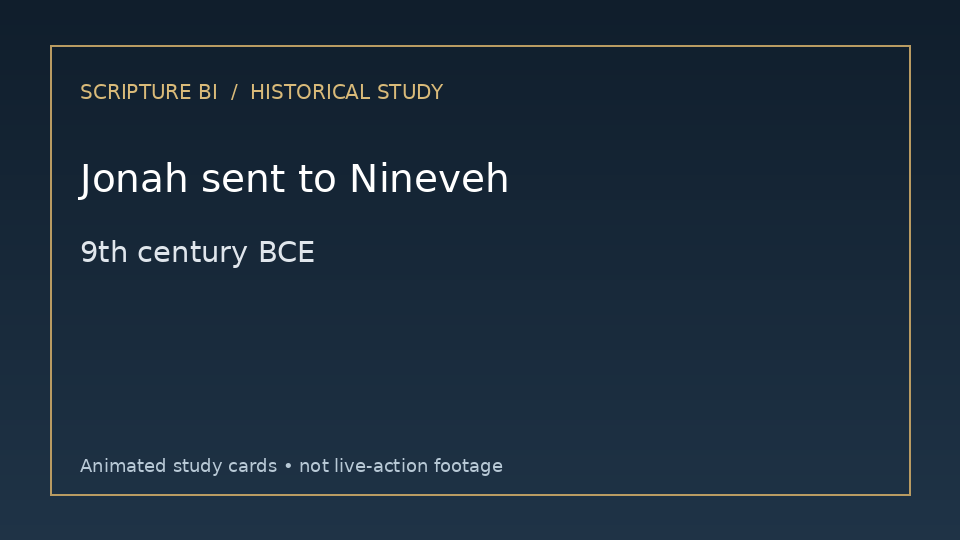 SCRIPTURE BI / HISTORICAL STUDY
Jonah sent to Nineveh
9th century BCE
Animated study cards • not live-action footage